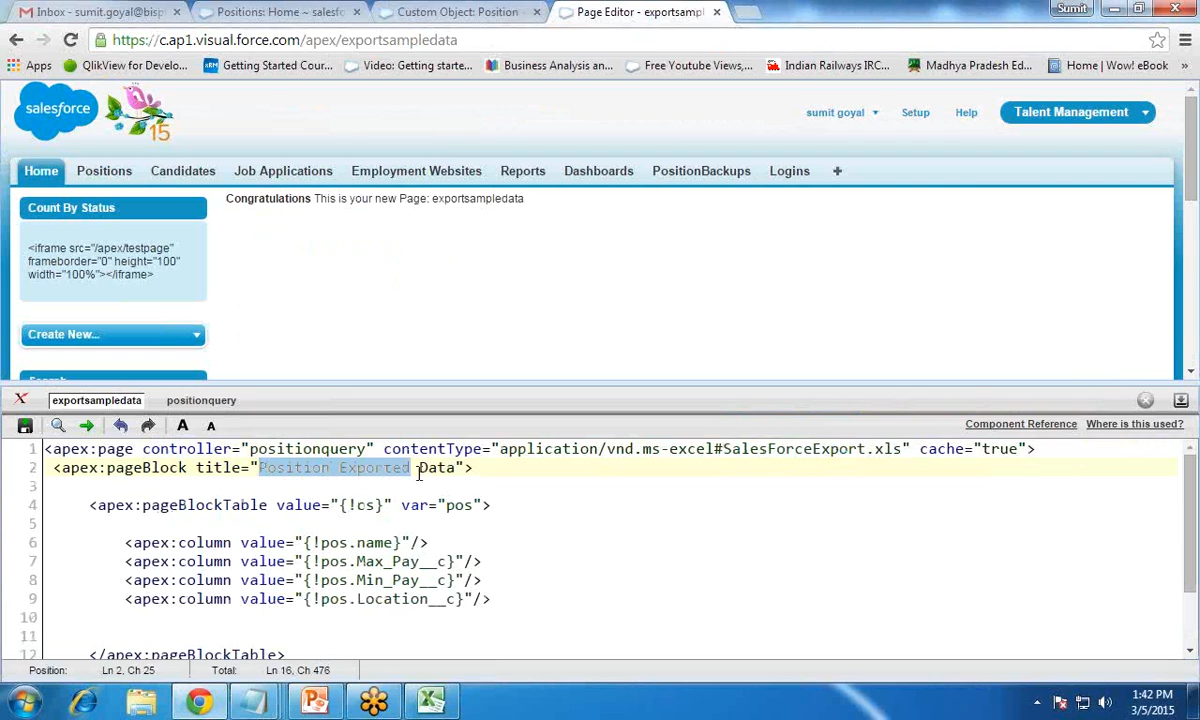 Inbox - sumit.goyal@bisp
Positions: Home ~ salesfo
Custom Object: Position
Page Editor - exportsampl
Sumit
https://c.ap1.visual.force.com/apex/exportsampledata
Apps
QlikView for Develo...
Getting Started Cour...
Video: Getting starte...
Business Analysis an...
Free Youtube Views,...
Indian Railways IRC...
Madhya Pradesh Ed...
Home | Wow! eBook
»
salesforce
15
sumit goyal
Setup
Help
Talent Management
Home
Positions
Candidates
Job Applications
Employment Websites
Reports
Dashboards
PositionBackups
Logins
+
Count By Status
<iframe src="/apex/testpage"
frameborder="0" height="100"
width="100%"></iframe>
Create New...
Congratulations This is your new Page: exportsampledata
exportsampledata
positionquery
A
A
Component Reference
Where is this used?
1 <apex:page controller="positionquery" contentType="application/vnd.ms-excel#SalesForceExport.xls" cache="true">
2 <apex:pageBlock title="Position Exported Data">
3
4 <apex:pageBlockTable value="{!cs}" var="pos">
5
6 <apex:column value="{!pos.name}"/>
7 <apex:column value="{!pos.Max_Pay__c}"/>
8 <apex:column value="{!pos.Min_Pay__c}"/>
9 <apex:column value="{!pos.Location__c}"/>
10
11
</apex:pageBlockTable>
Position: Ln 2, Ch 25 Total: Ln 16, Ch 476
1:42 PM
3/5/2015